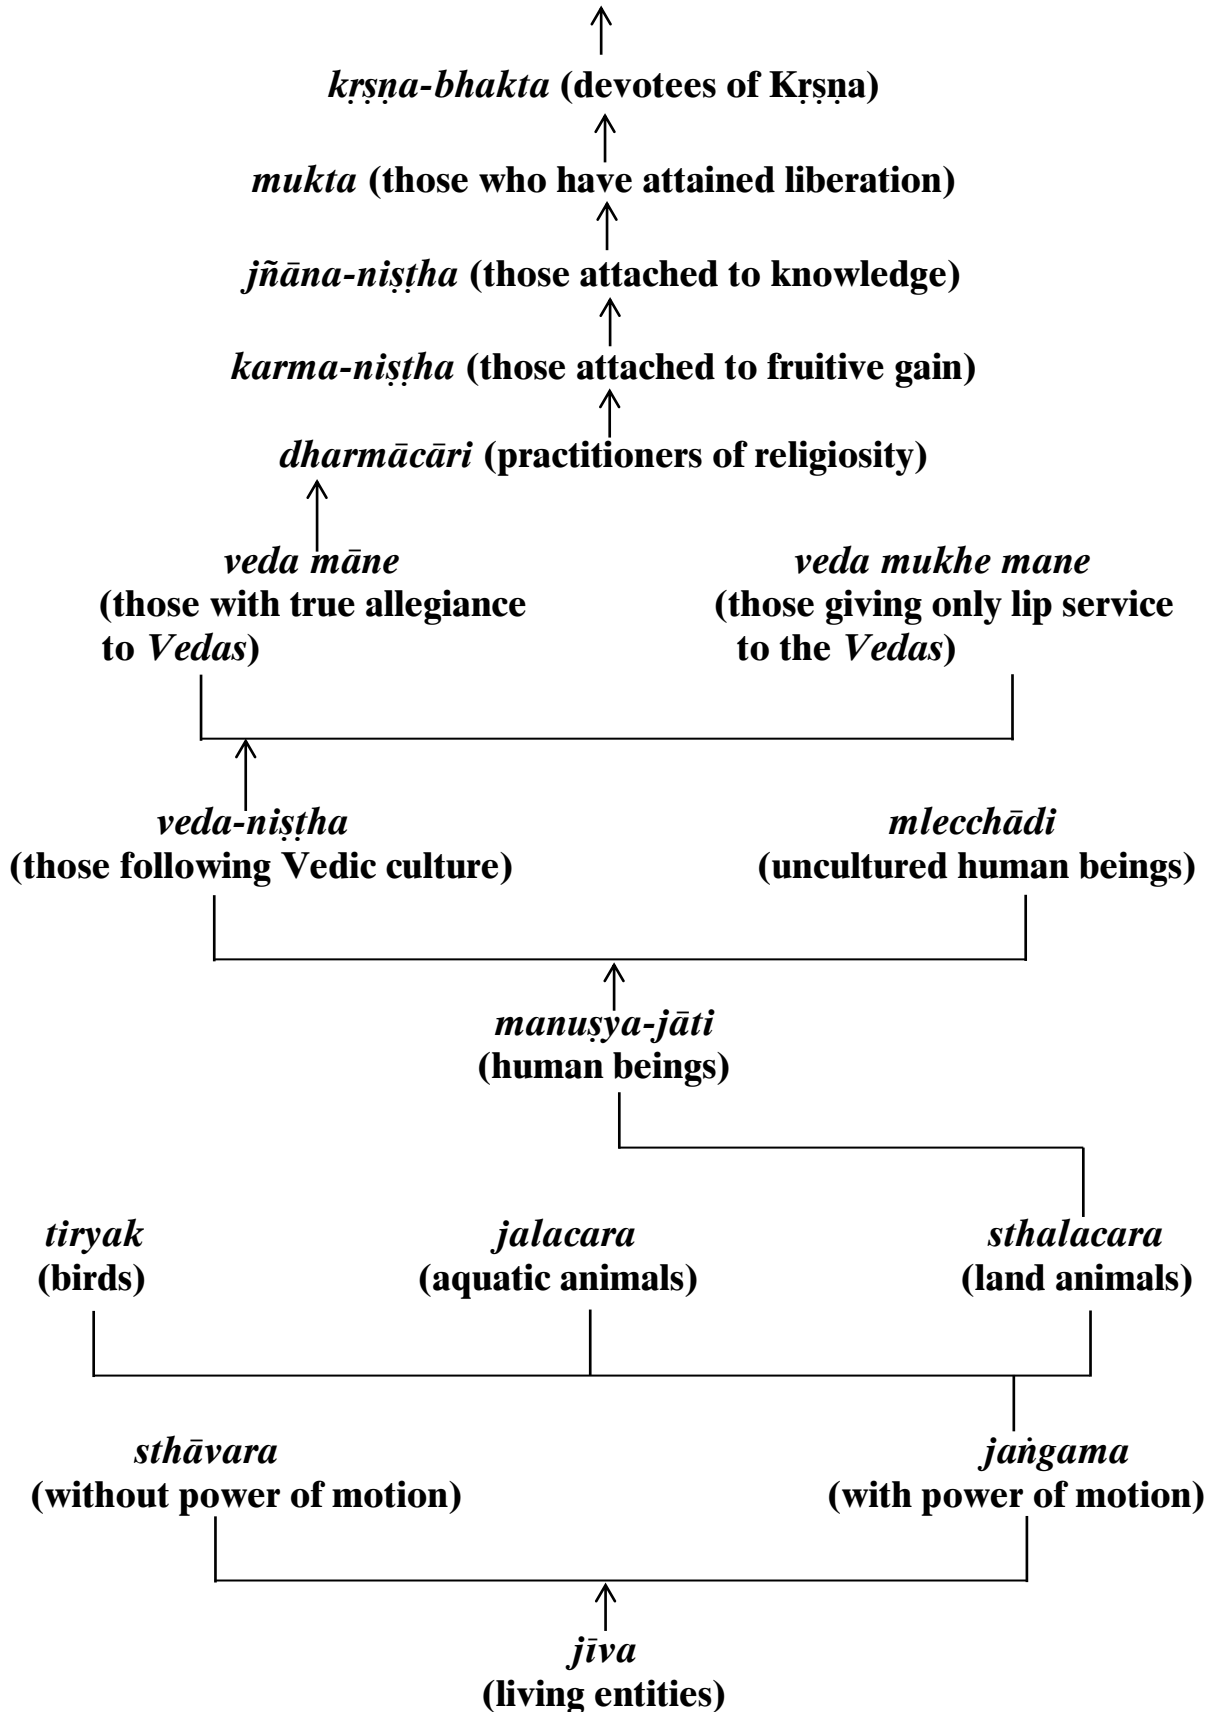 kṛṣṇa-bhakta (devotees of Kṛṣṇa)
mukta (those who have attained liberation)
jñāna-niṣṭha (those attached to knowledge)
karma-niṣṭha (those attached to fruitive gain)
dharmācāri (practitioners of religiosity)
veda māne
(those with true allegiance
to Vedas)
veda mukhe mane
(those giving only lip service
to the Vedas)
veda-niṣṭha
(those following Vedic culture)
mlecchādi
(uncultured human beings)
manuṣya-jāti
(human beings)
tiryak
(birds)
jalacara
(aquatic animals)
sthalacara
(land animals)
sthāvara
(without power of motion)
jaṅgama
(with power of motion)
jīva
(living entities)